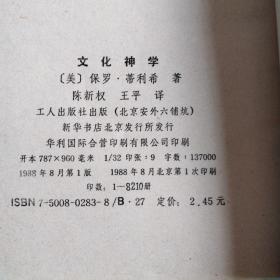 文化神学
〔美〕保罗·蒂利希 著
陈新权 王平 译
工人出版社出版（北京安外六铺炕）
新华书店北京发行所发行
华利国际合营印刷有限公司印刷
开本787×960毫米 1/32印张：9 字数：137000
1988年8月第1版 1988年8月北京第1次印刷
印数：1—8210册
ISBN 7-5008-0283-8/B·27 定价：2.45元